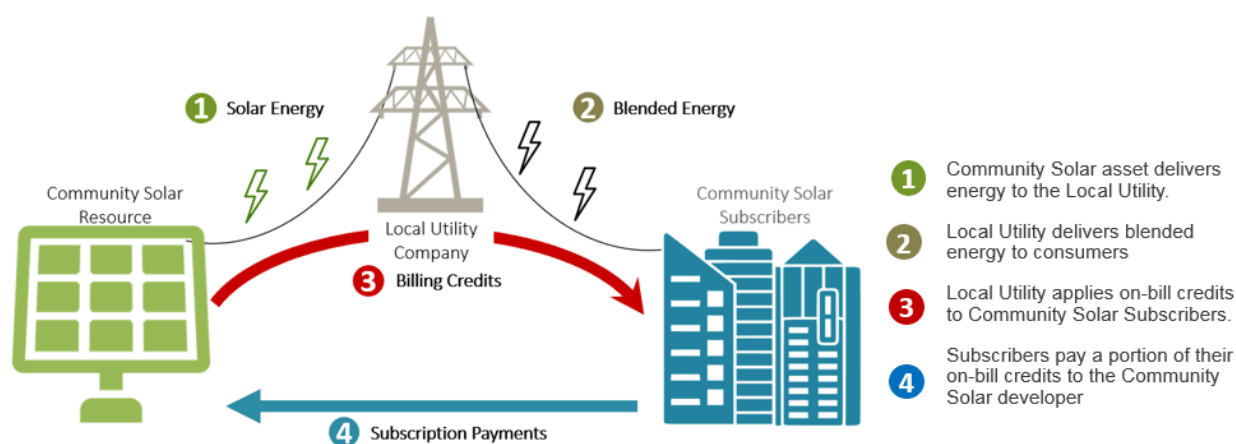 1 Solar Energy
2 Blended Energy
Community Solar
Resource
Local Utility
Company
3 Billing Credits
Community Solar
Subscribers
4 Subscription Payments
1 Community Solar asset delivers
energy to the Local Utility.
2 Local Utility delivers blended
energy to consumers
3 Local Utility applies on-bill credits
to Community Solar Subscribers.
4 Subscribers pay a portion of their
on-bill credits to the Community
Solar developer